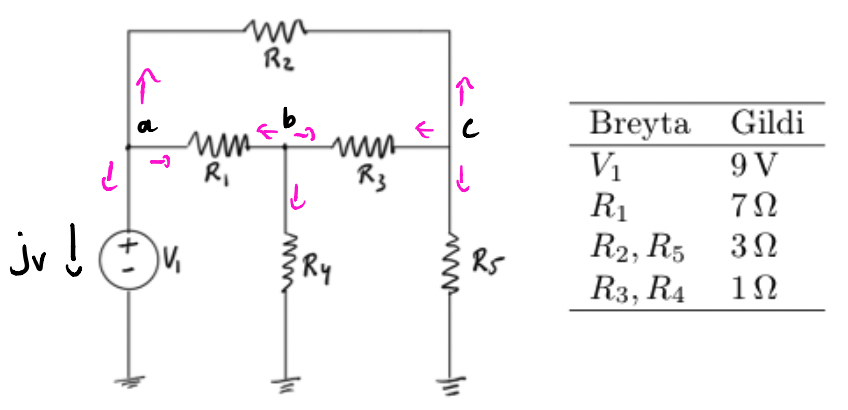 R₂
a
b
c
R₁
R₃
jv
+
-
V₁
R₄
R₅
Breyta Gildi
V₁ 9 V
R₁ 7 Ω
R₂, R₅ 3 Ω
R₃, R₄ 1 Ω